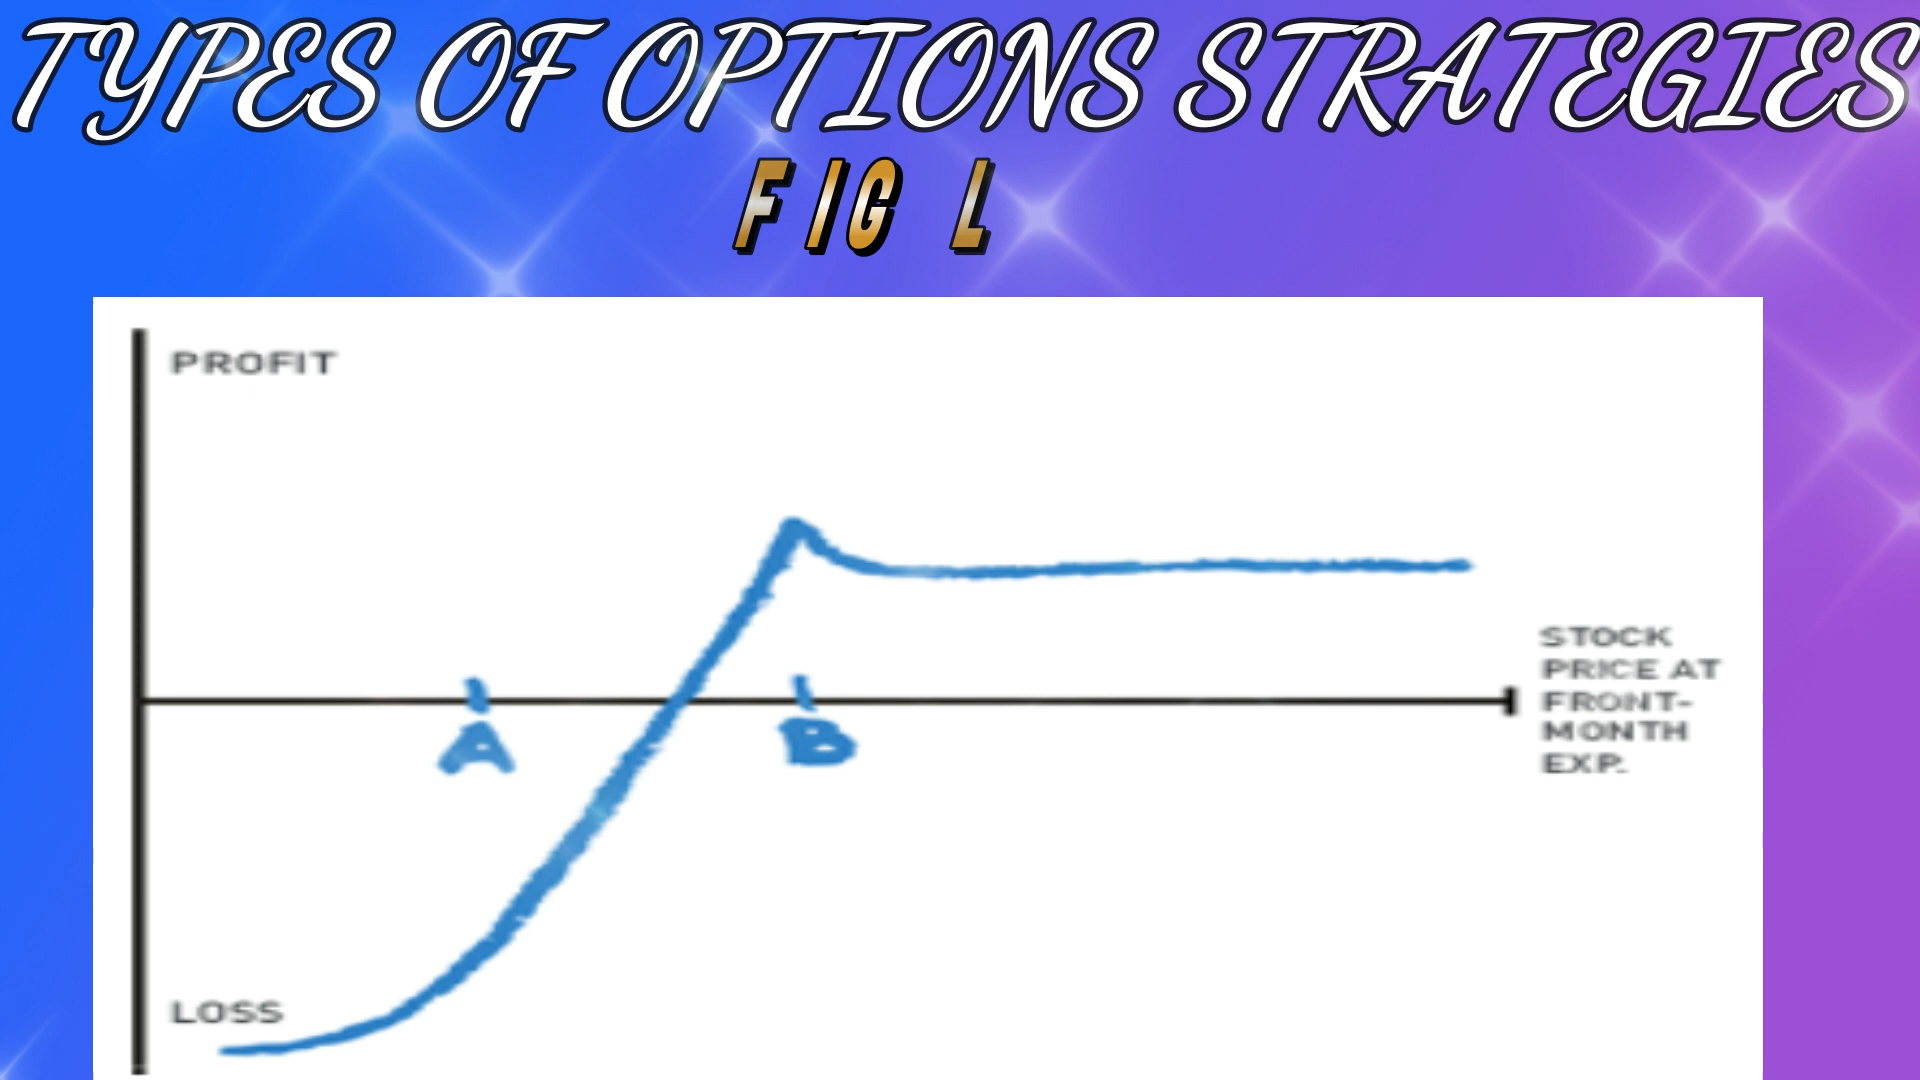 TYPES OF OPTIONS STRATEGIES
FIG L
PROFIT
STOCK
PRICE AT
FRONT-
MONTH
EXP.
A
B
LOSS